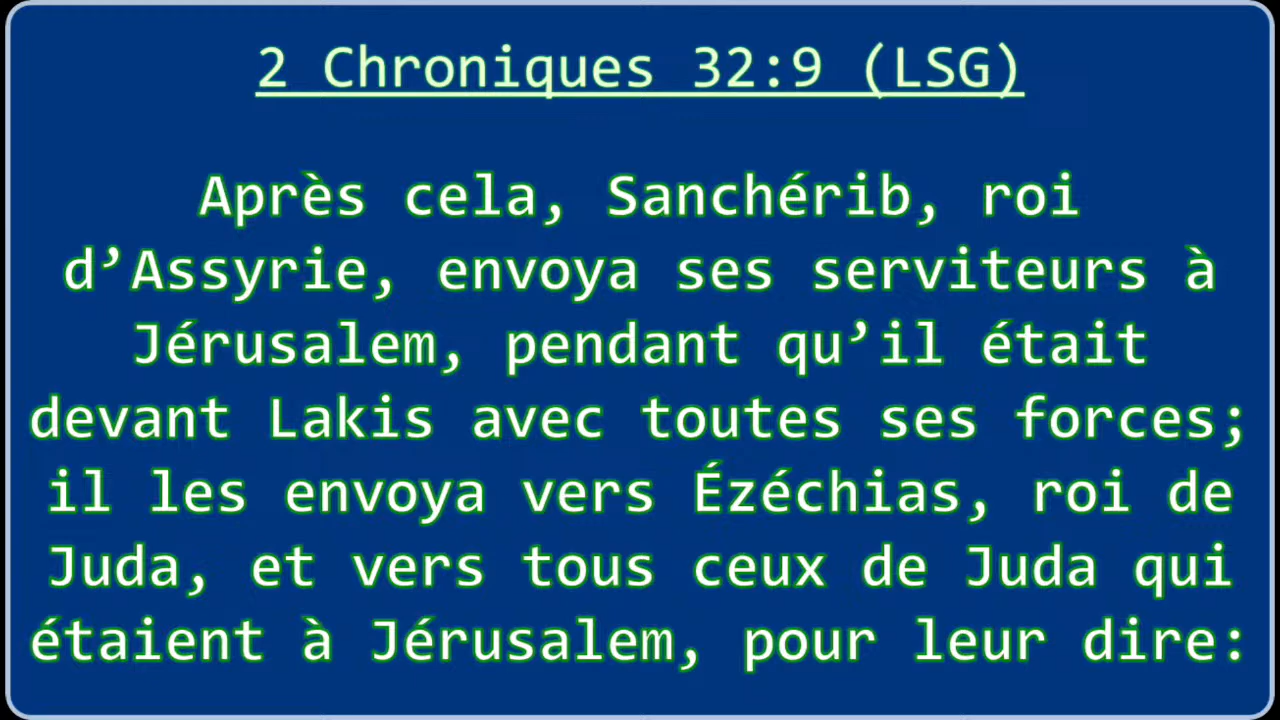 2 Chroniques 32:9 (LSG)
Après cela, Sanchérib, roi
d’Assyrie, envoya ses serviteurs à
Jérusalem, pendant qu’il était
devant Lakis avec toutes ses forces;
il les envoya vers Ézéchias, roi de
Juda, et vers tous ceux de Juda qui
étaient à Jérusalem, pour leur dire: